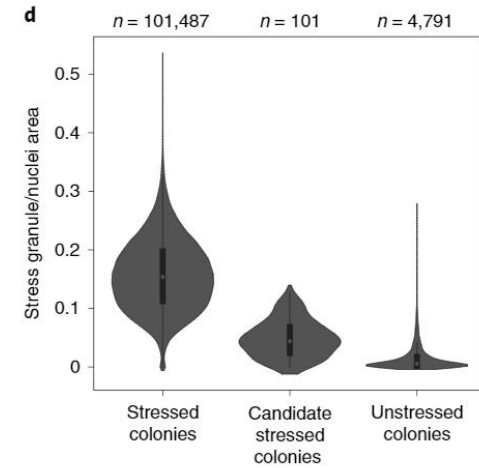 d
n = 101,487 n = 101 n = 4,791
Stress granule/nuclei area
0.5
0.4
0.3
0.2
0.1
0
Stressed
colonies
Candidate
stressed
colonies
Unstressed
colonies